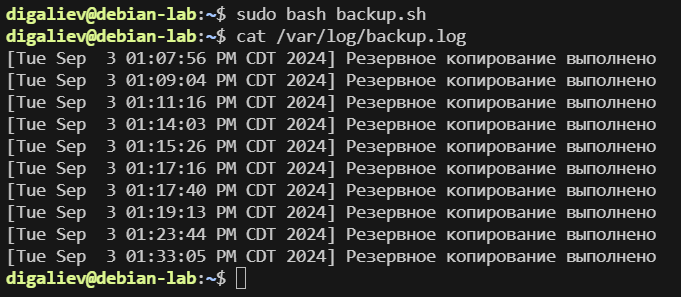 digaliev@debian-lab:~$ sudo bash backup.sh
digaliev@debian-lab:~$ cat /var/log/backup.log
[Tue Sep  3 01:07:56 PM CDT 2024] Резервное копирование выполнено
[Tue Sep  3 01:09:04 PM CDT 2024] Резервное копирование выполнено
[Tue Sep  3 01:11:16 PM CDT 2024] Резервное копирование выполнено
[Tue Sep  3 01:14:03 PM CDT 2024] Резервное копирование выполнено
[Tue Sep  3 01:15:26 PM CDT 2024] Резервное копирование выполнено
[Tue Sep  3 01:17:16 PM CDT 2024] Резервное копирование выполнено
[Tue Sep  3 01:17:40 PM CDT 2024] Резервное копирование выполнено
[Tue Sep  3 01:19:13 PM CDT 2024] Резервное копирование выполнено
[Tue Sep  3 01:23:44 PM CDT 2024] Резервное копирование выполнено
[Tue Sep  3 01:33:05 PM CDT 2024] Резервное копирование выполнено
digaliev@debian-lab:~$